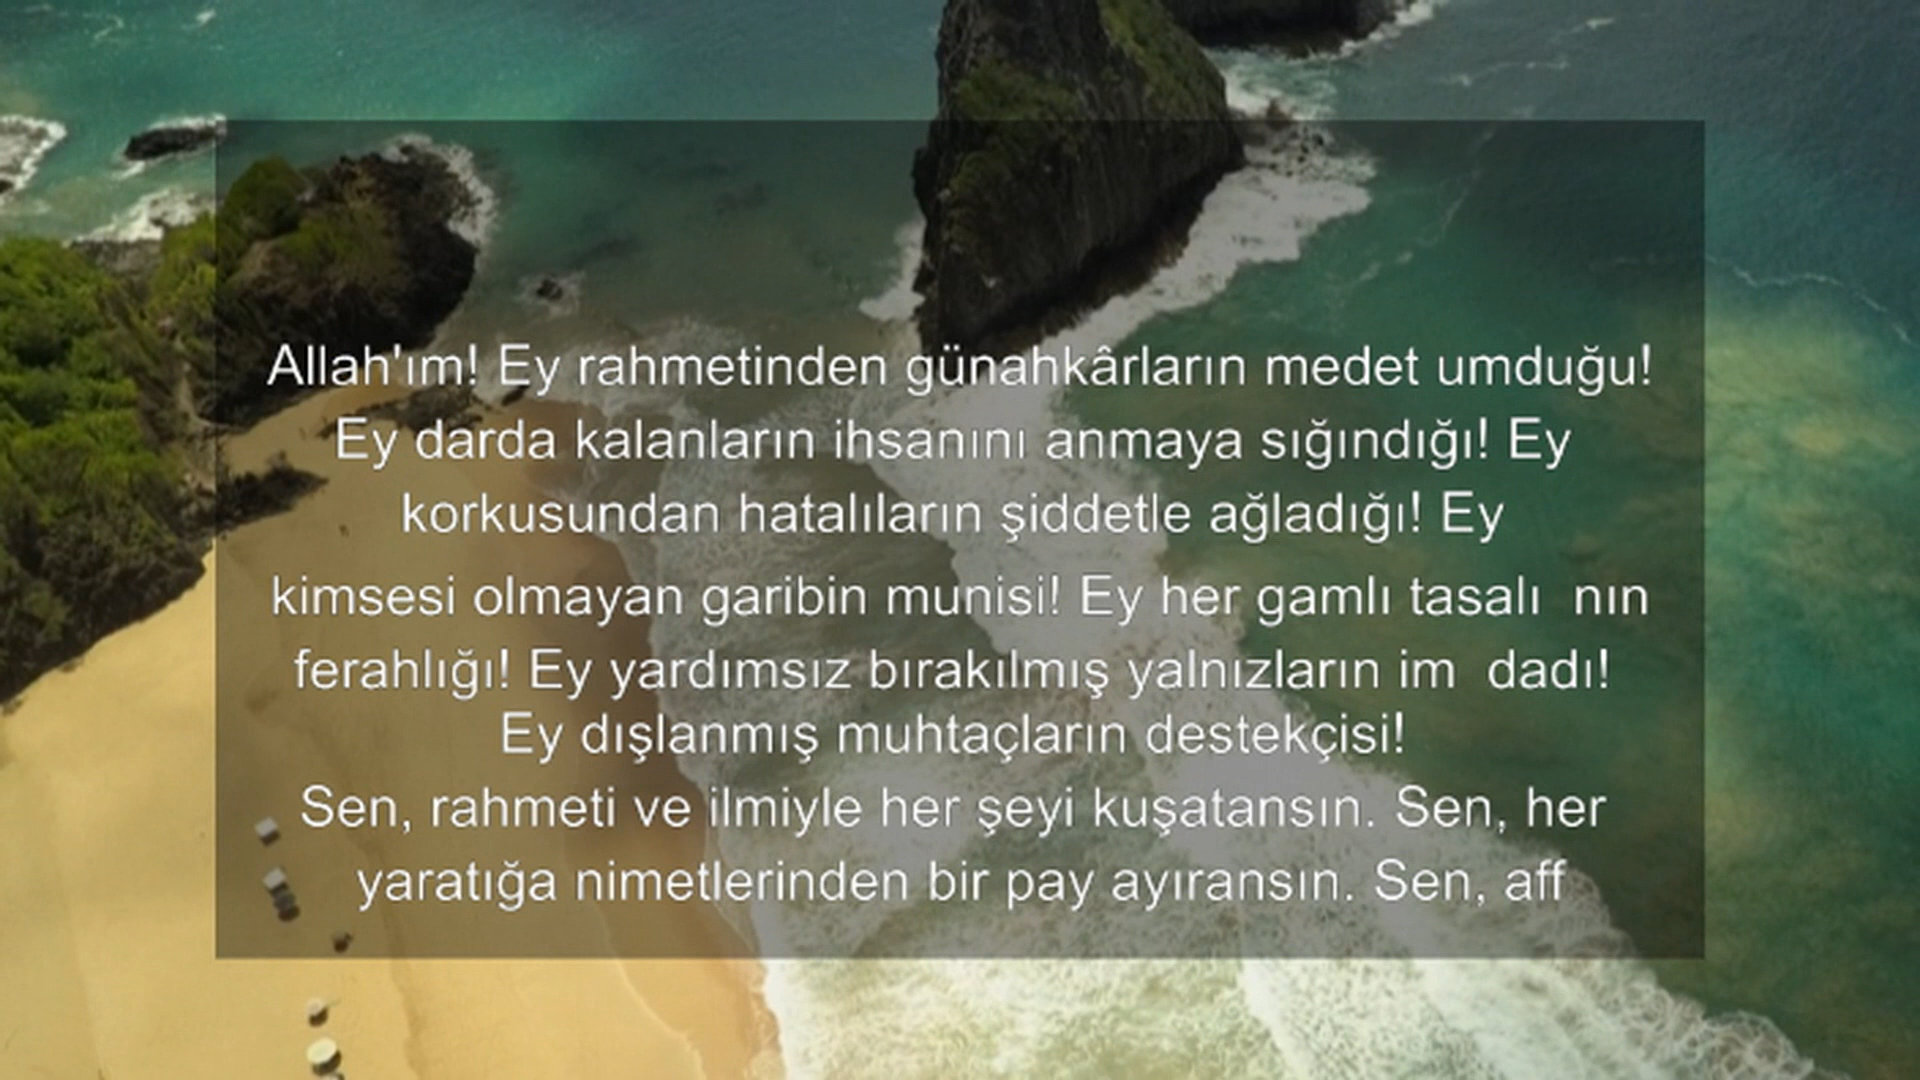 Allah'ım! Ey rahmetinden günahkârların medet umduğu!
Ey darda kalanların ihsanını anmaya sığındığı! Ey
korkusundan hatalıların şiddetle ağladığı! Ey
kimsesi olmayan garibin munisi! Ey her gamlı tasalı  nın
ferahlığı! Ey yardımsız bırakılmış yalnızların im  dadı!
Ey dışlanmış muhtaçların destekçisi!
Sen, rahmeti ve ilmiyle her şeyi kuşatansın. Sen, her
yaratığa nimetlerinden bir pay ayıransın. Sen, aff